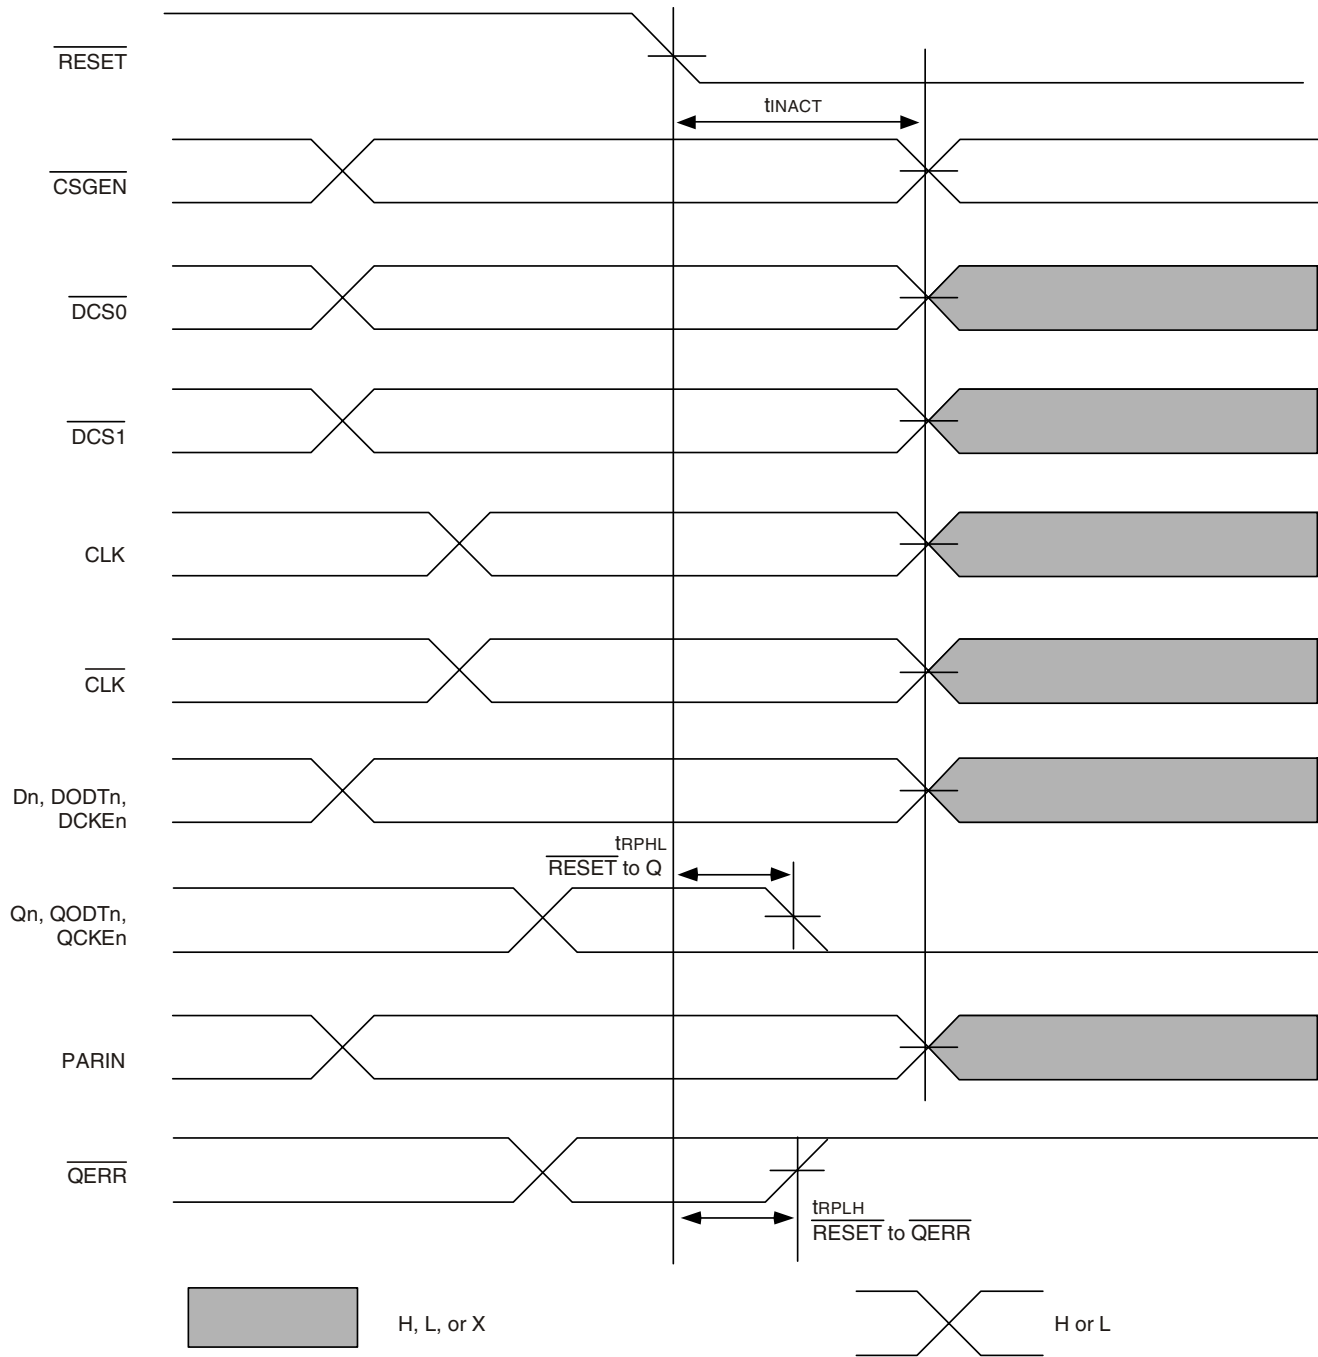 RESET
tINACT
CSGEN
DCS0
DCS1
CLK
CLK
Dn, DODTn,
DCKEn
tRPHL
RESET to Q
Qn, QODTn,
QCKEn
PARIN
QERR
tRPLH
RESET to QERR
H, L, or X
H or L